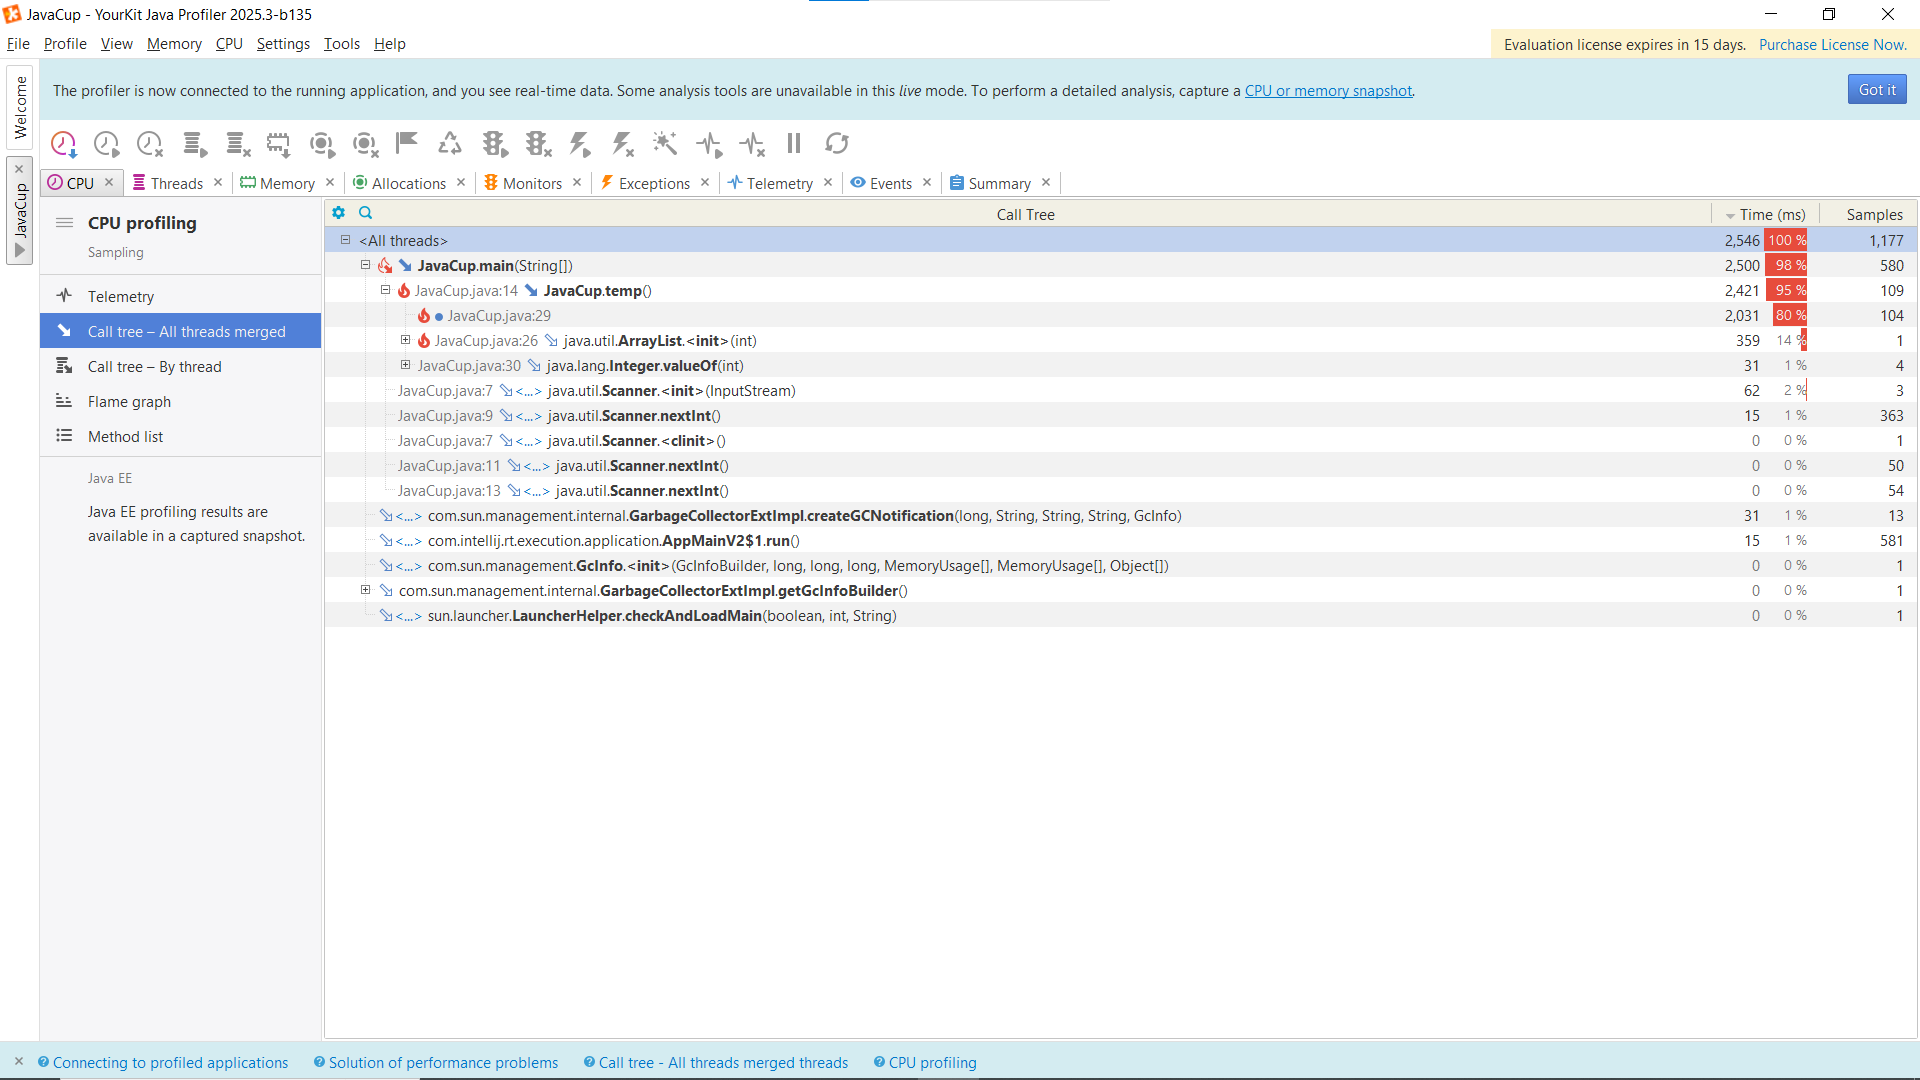 JavaCup - YourKit Java Profiler 2025.3-b135
File Profile View Memory CPU Settings Tools Help
Evaluation license expires in 15 days. Purchase License Now.
Welcome
JavaCup
The profiler is now connected to the running application, and you see real-time data. Some analysis tools are unavailable in this live mode. To perform a detailed analysis, capture a CPU or memory snapshot.
Got it
CPU Threads Memory Allocations Monitors Exceptions Telemetry Events Summary
CPU profiling
Sampling
Telemetry
Call tree – All threads merged
Call tree – By thread
Flame graph
Method list
Java EE
Java EE profiling results are
available in a captured snapshot.
Call Tree Time (ms) Samples
<All threads> 2,546 100 % 1,177
JavaCup.main(String[]) 2,500 98 % 580
JavaCup.java:14 JavaCup.temp() 2,421 95 % 109
JavaCup.java:29 2,031 80 % 104
JavaCup.java:26 java.util.ArrayList.<init>(int) 359 14 % 1
JavaCup.java:30 java.lang.Integer.valueOf(int) 31 1 % 4
JavaCup.java:7 <...> java.util.Scanner.<init>(InputStream) 62 2 % 3
JavaCup.java:9 <...> java.util.Scanner.nextInt() 15 1 % 363
JavaCup.java:7 <...> java.util.Scanner.<clinit>() 0 0 % 1
JavaCup.java:11 <...> java.util.Scanner.nextInt() 0 0 % 50
JavaCup.java:13 <...> java.util.Scanner.nextInt() 0 0 % 54
<...> com.sun.management.internal.GarbageCollectorExtImpl.createGCNotification(long, String, String, String, GcInfo) 31 1 % 13
<...> com.intellij.rt.execution.application.AppMainV2$1.run() 15 1 % 581
<...> com.sun.management.GcInfo.<init>(GcInfoBuilder, long, long, long, MemoryUsage[], MemoryUsage[], Object[]) 0 0 % 1
com.sun.management.internal.GarbageCollectorExtImpl.getGcInfoBuilder() 0 0 % 1
<...> sun.launcher.LauncherHelper.checkAndLoadMain(boolean, int, String) 0 0 % 1
Connecting to profiled applications Solution of performance problems Call tree - All threads merged threads CPU profiling